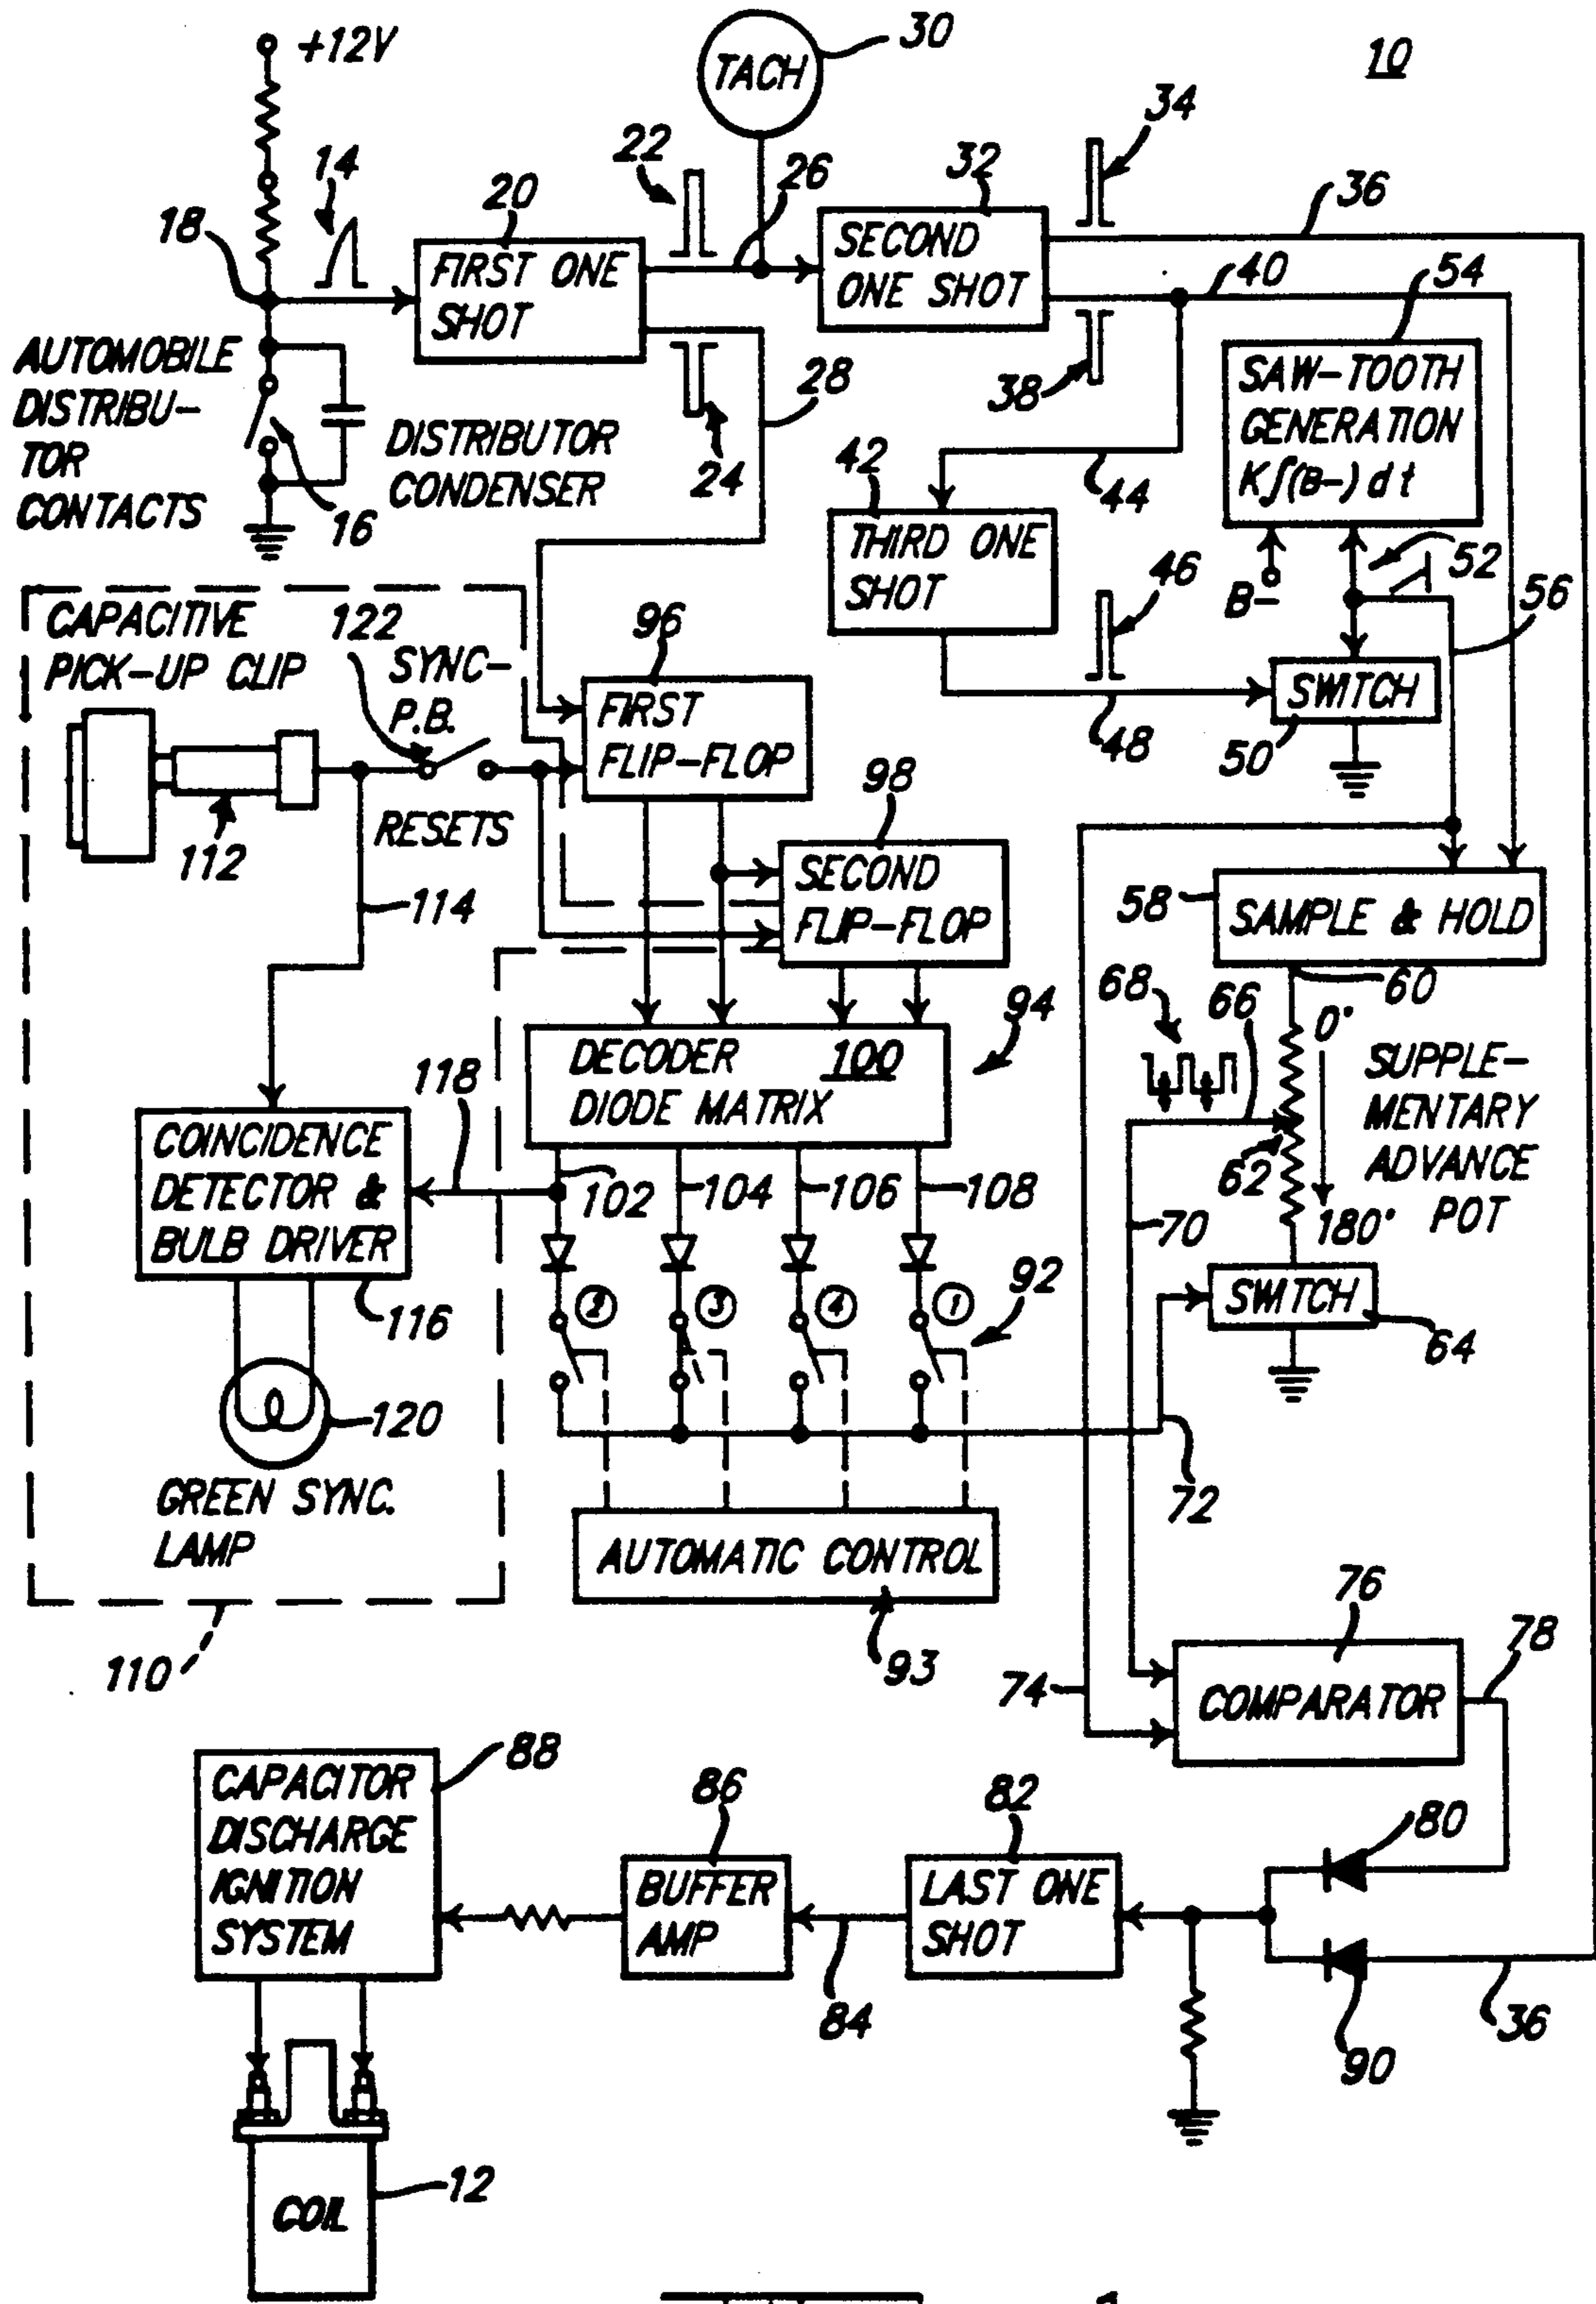 +12V
TACH
30
10
14
22
34
18
20
26
32
36
FIRST ONE
SHOT
SECOND
ONE SHOT
40
54
AUTOMOBILE
DISTRIBU-
TOR
CONTACTS
16
DISTRIBUTOR
CONDENSER
24
28
38
42
44
SAW-TOOTH
GENERATION
K∫(B-) dt
THIRD ONE
SHOT
46
B-
52
56
CAPACITIVE
PICK-UP CLIP
122
SYNC-
P.B.
96
FIRST
FLIP-FLOP
48
SWITCH
50
112
RESETS
98
114
SECOND
FLIP-FLOP
58
SAMPLE & HOLD
60
68
66
0°
94
DECODER 100
DIODE MATRIX
118
SUPPLE-
MENTARY
ADVANCE
POT
COINCIDENCE
DETECTOR &
BULB DRIVER
102
104
106
108
62
70
180°
92
SWITCH
64
2
3
4
1
116
120
72
GREEN SYNC.
LAMP
AUTOMATIC CONTROL
93
110
76
78
74
COMPARATOR
88
CAPACITOR
DISCHARGE
IGNITION
SYSTEM
86
BUFFER
AMP
82
LAST ONE
SHOT
80
84
90
36
COIL
12